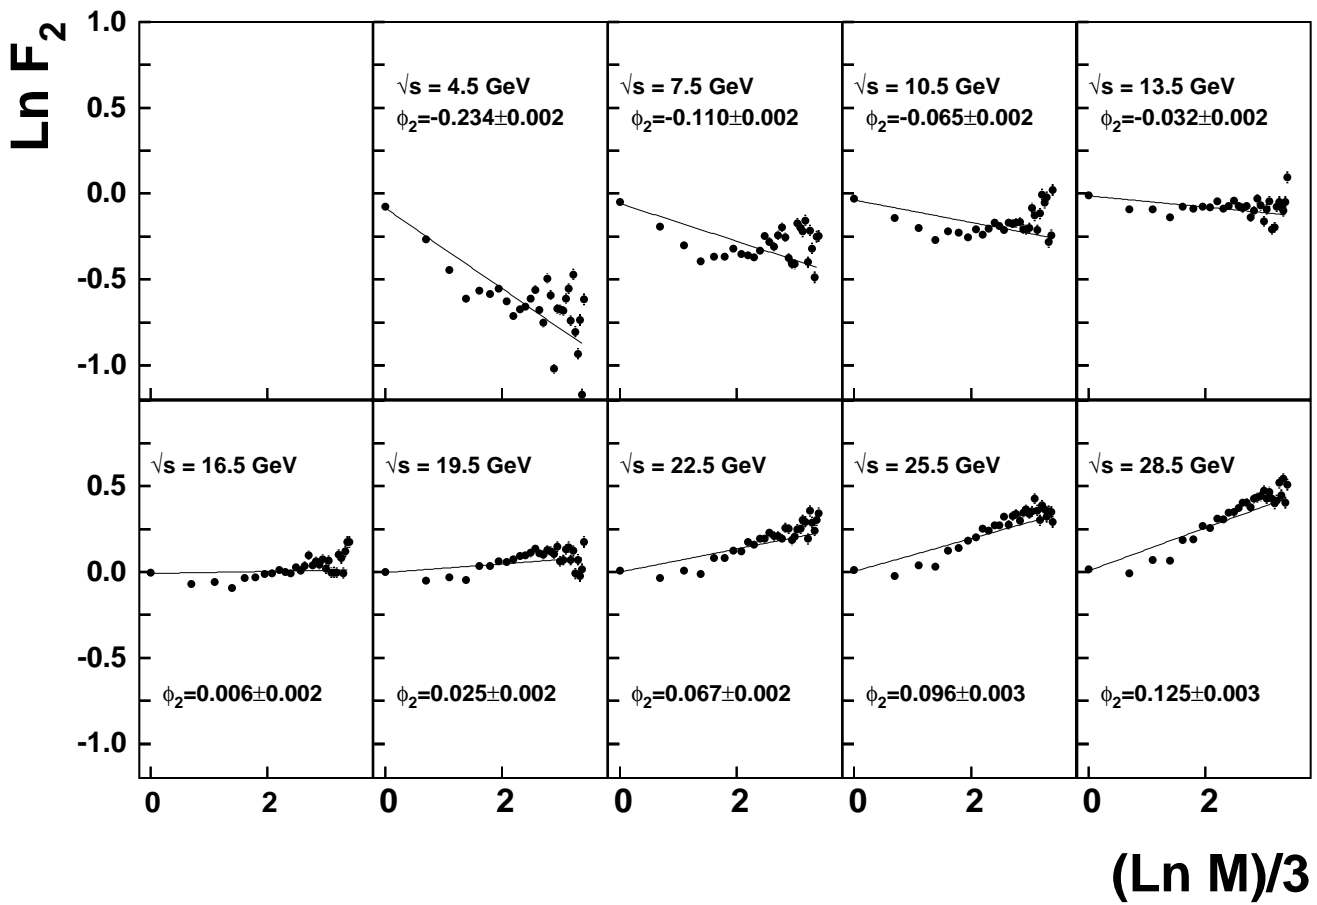 Ln F2
1.0
0.5
0.0
-0.5
-1.0
√s = 4.5 GeV
ϕ2=-0.234±0.002
√s = 7.5 GeV
ϕ2=-0.110±0.002
√s = 10.5 GeV
ϕ2=-0.065±0.002
√s = 13.5 GeV
ϕ2=-0.032±0.002
0.5
0.0
-0.5
-1.0
√s = 16.5 GeV
ϕ2=0.006±0.002
√s = 19.5 GeV
ϕ2=0.025±0.002
√s = 22.5 GeV
ϕ2=0.067±0.002
√s = 25.5 GeV
ϕ2=0.096±0.003
√s = 28.5 GeV
ϕ2=0.125±0.003
0 2 0 2 0 2 0 2 0 2
(Ln M)/3